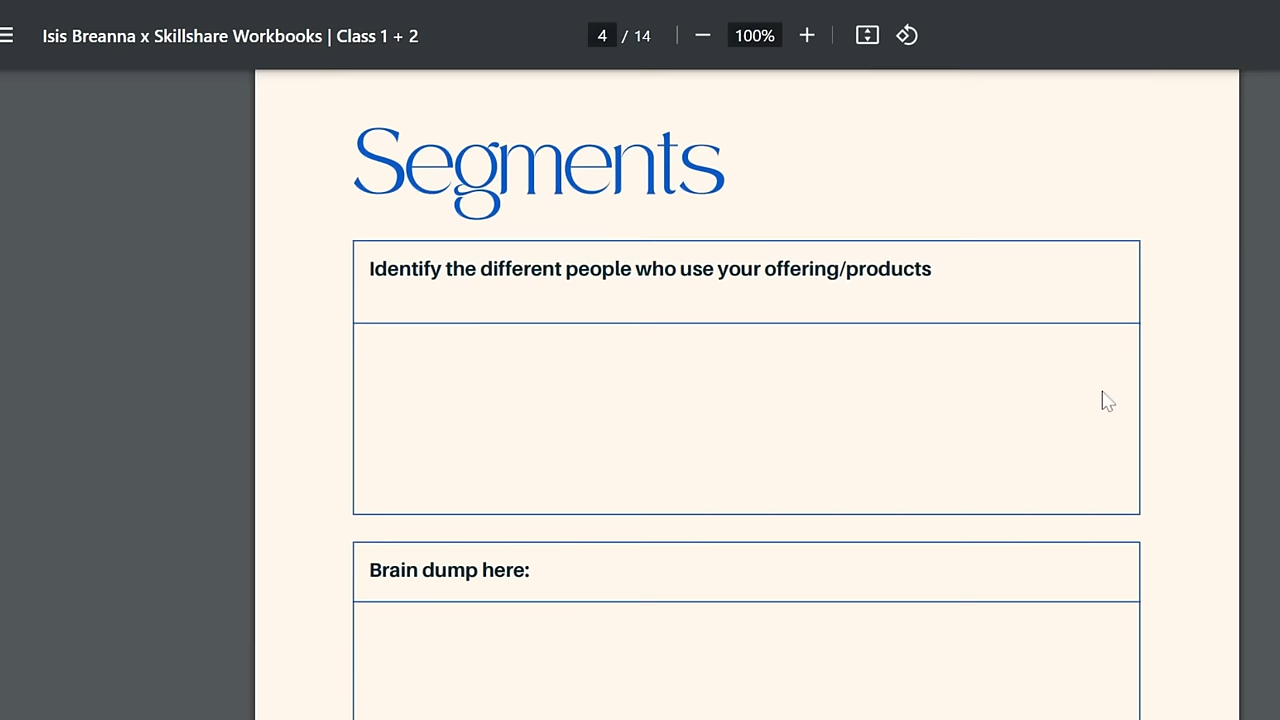 Isis Breanna x Skillshare Workbooks | Class 1 + 2
4 / 14
100%
Segments
Identify the different people who use your offering/products
Brain dump here: